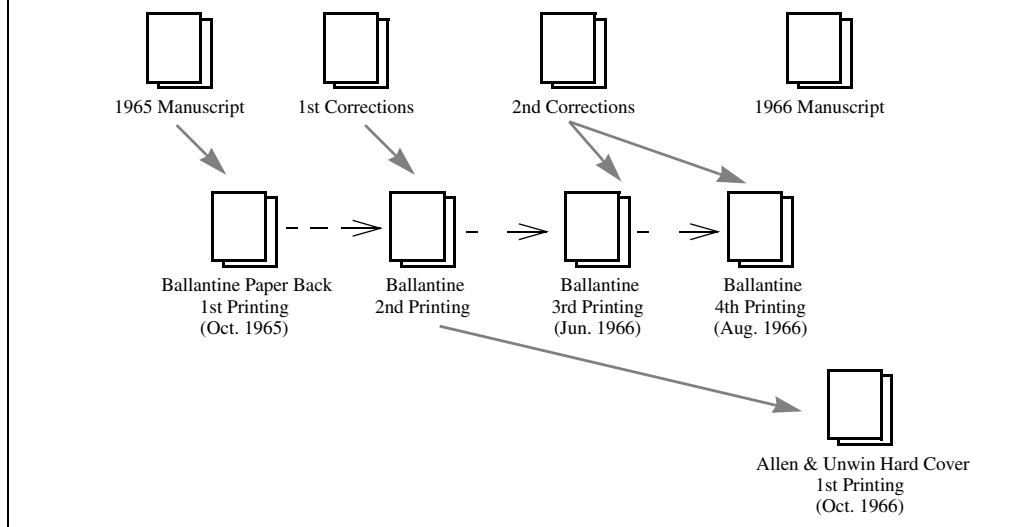 1965 Manuscript
1st Corrections
2nd Corrections
1966 Manuscript
Ballantine Paper Back
1st Printing
(Oct. 1965)
Ballantine
2nd Printing
Ballantine
3rd Printing
(Jun. 1966)
Ballantine
4th Printing
(Aug. 1966)
Allen & Unwin Hard Cover
1st Printing
(Oct. 1966)